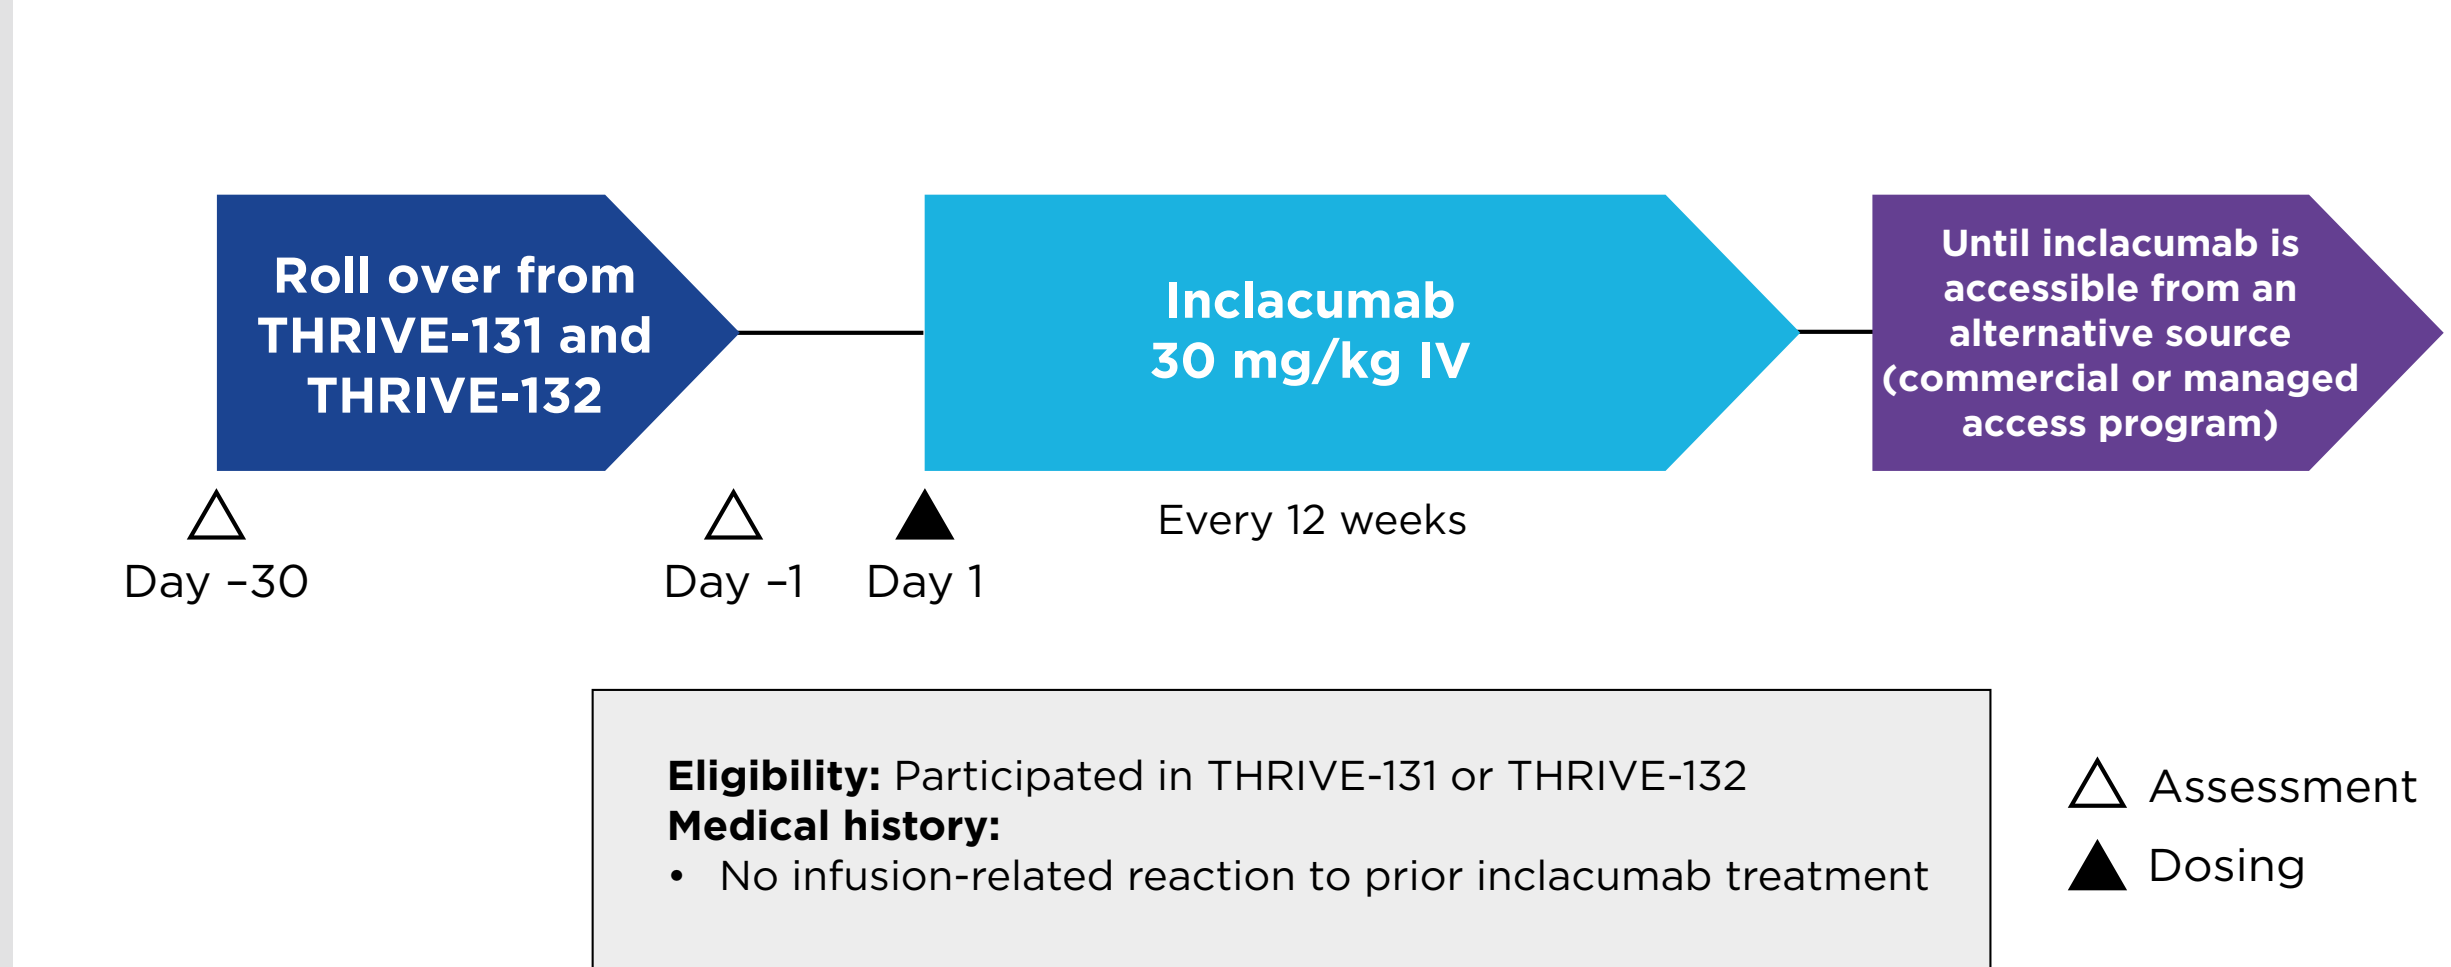 Roll over from
THRIVE-131 and
THRIVE-132
Inclacumab
30 mg/kg IV
Until inclacumab is
accessible from an
alternative source
(commercial or managed
access program)
Every 12 weeks
Day –30
Day –1
Day 1
Eligibility: Participated in THRIVE-131 or THRIVE-132
Medical history:
• No infusion-related reaction to prior inclacumab treatment
Assessment
Dosing